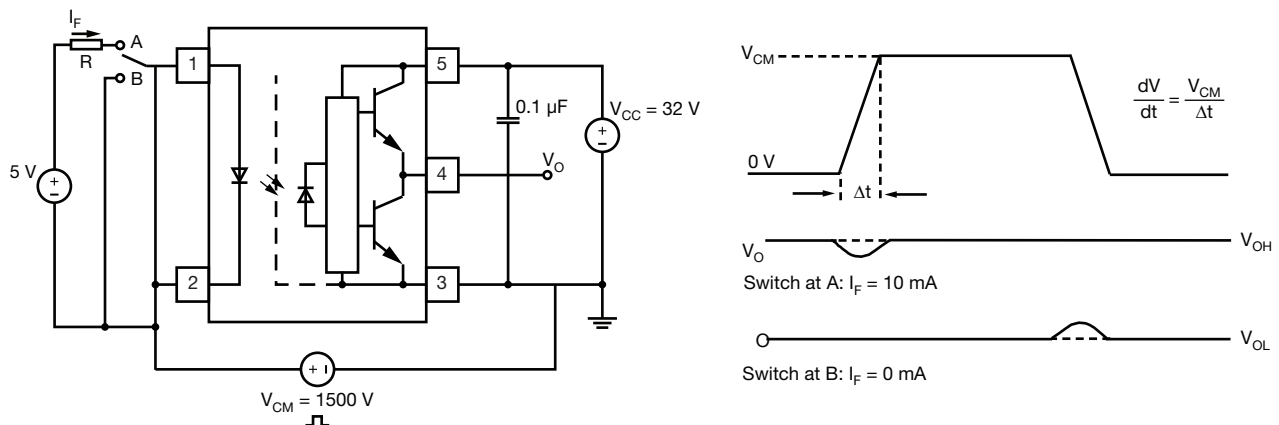 I_F
R
A
B
5 V
+
−
1
2
5
4
3
0.1 µF
V_CC = 32 V
+
−
V_O
+
−
V_CM = 1500 V
V_CM
0 V
Δt
dV/dt = V_CM/Δt
V_O
V_OH
Switch at A: I_F = 10 mA
O
V_OL
Switch at B: I_F = 0 mA